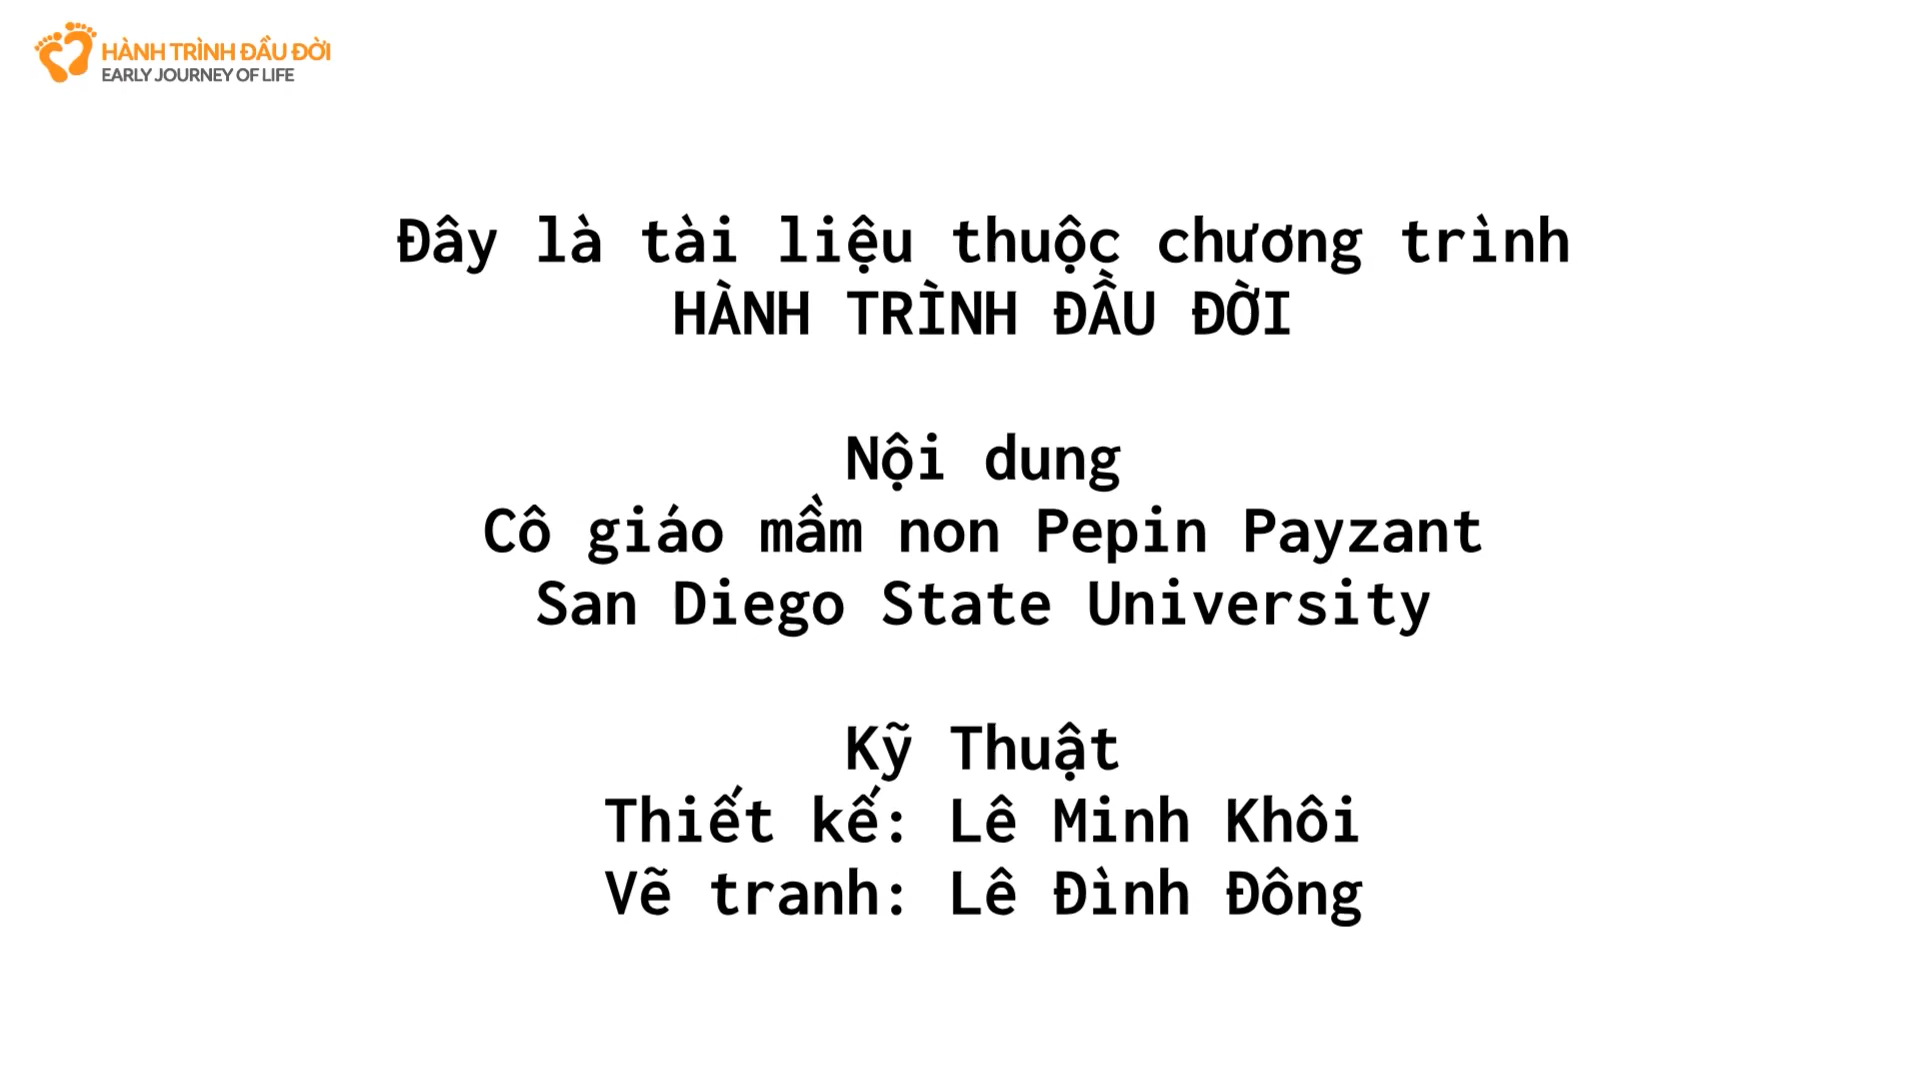 HÀNH TRÌNH ĐẦU ĐỜI
EARLY JOURNEY OF LIFE
Đây là tài liệu thuộc chương trình
HÀNH TRÌNH ĐẦU ĐỜI
Nội dung
Cô giáo mầm non Pepin Payzant
San Diego State University
Kỹ Thuật
Thiết kế: Lê Minh Khôi
Vẽ tranh: Lê Đình Đông